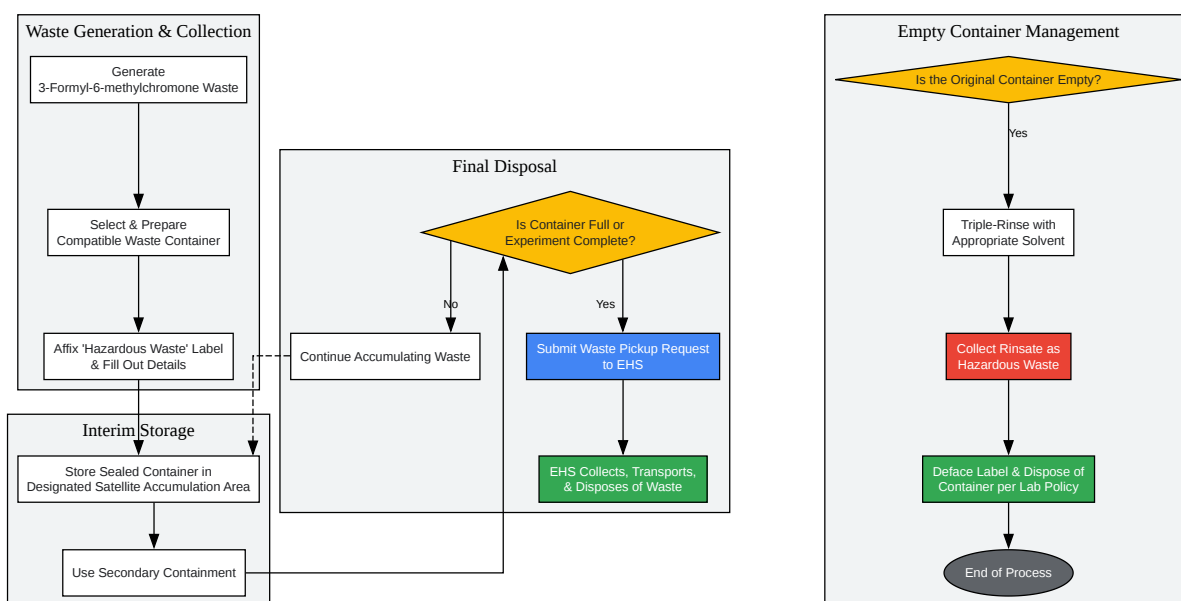 Waste Generation & Collection
Generate
3-Formyl-6-methylchromone Waste
Select & Prepare
Compatible Waste Container
Affix 'Hazardous Waste' Label
& Fill Out Details
Interim Storage
Store Sealed Container in
Designated Satellite Accumulation Area
Use Secondary Containment
Final Disposal
Is Container Full or
Experiment Complete?
No
Yes
Continue Accumulating Waste
Submit Waste Pickup Request
to EHS
EHS Collects, Transports,
& Disposes of Waste
Empty Container Management
Is the Original Container Empty?
Yes
Triple-Rinse with
Appropriate Solvent
Collect Rinsate as
Hazardous Waste
Deface Label & Dispose of
Container per Lab Policy
End of Process